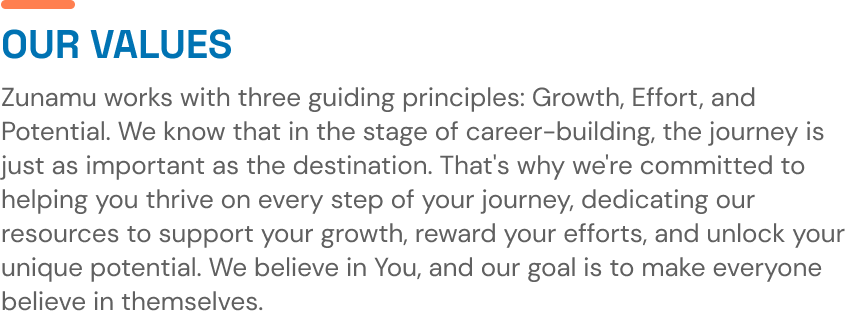 OUR VALUES
Zunamu works with three guiding principles: Growth, Effort, and
Potential. We know that in the stage of career-building, the journey is
just as important as the destination. That's why we're committed to
helping you thrive on every step of your journey, dedicating our
resources to support your growth, reward your efforts, and unlock your
unique potential. We believe in You, and our goal is to make everyone
believe in themselves.